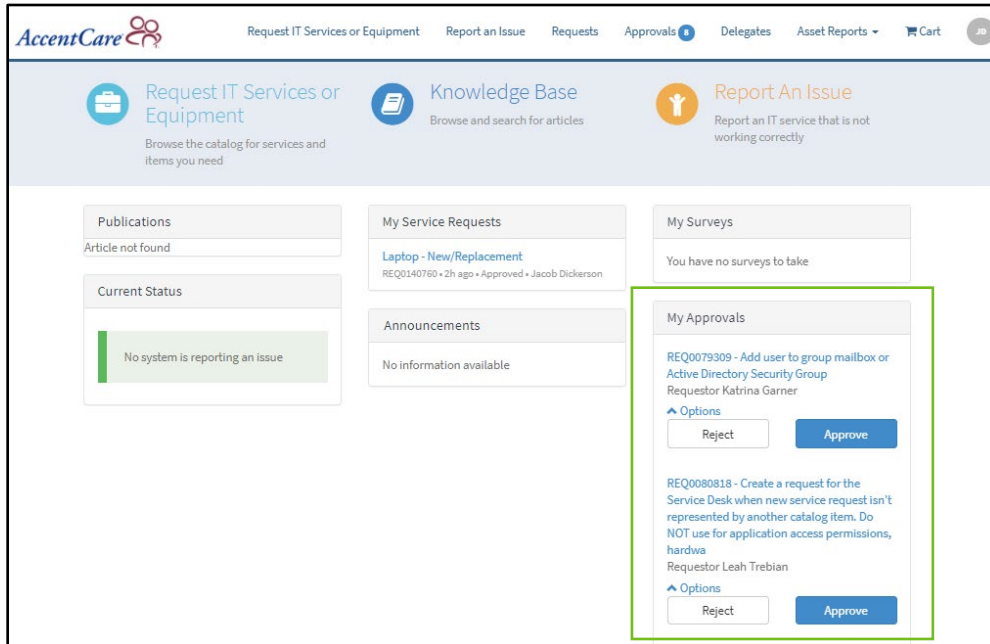 AccentCare
Request IT Services or Equipment Report an Issue Requests Approvals 8 Delegates Asset Reports Cart JD
Request IT Services or
Equipment
Browse the catalog for services and
items you need
Knowledge Base
Browse and search for articles
Report An Issue
Report an IT service that is not
working correctly
Publications
Article not found
Current Status
No system is reporting an issue
My Service Requests
Laptop - New/Replacement
REQ0140760 • 2h ago • Approved • Jacob Dickerson
Announcements
No information available
My Surveys
You have no surveys to take
My Approvals
REQ0079309 - Add user to group mailbox or
Active Directory Security Group
Requestor Katrina Garner
Options
Reject Approve
REQ0080818 - Create a request for the
Service Desk when new service request isn't
represented by another catalog item. Do
NOT use for application access permissions,
hardwa
Requestor Leah Trebian
Options
Reject Approve